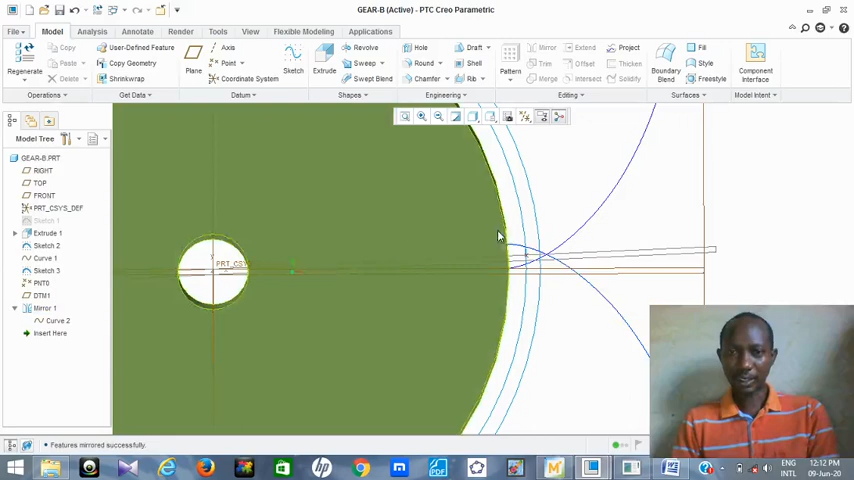 GEAR-B (Active) - PTC Creo Parametric
File Model Analysis Annotate Render Tools View Flexible Modeling Applications
Regenerate Copy Paste Delete User-Defined Feature Copy Geometry Shrinkwrap Plane Axis Point Coordinate System Sketch Extrude Revolve Sweep Swept Blend Hole Round Chamfer Draft Shell Rib Pattern Mirror Trim Merge Extend Offset Intersect Project Thicken Solidify Boundary Blend Fill Style Freestyle Component Interface
Operations Get Data Datum Shapes Engineering Editing Surfaces Model Intent
Model Tree
GEAR-B.PRT
RIGHT
TOP
FRONT
PRT_CSYS_DEF
Sketch 1
Extrude 1
Sketch 2
Curve 1
Sketch 3
PNT0
DTM1
Mirror 1
Curve 2
Insert Here
PRT_CSY
Features mirrored successfully.
ENG 12:12 PM
INTL 09-Jun-20